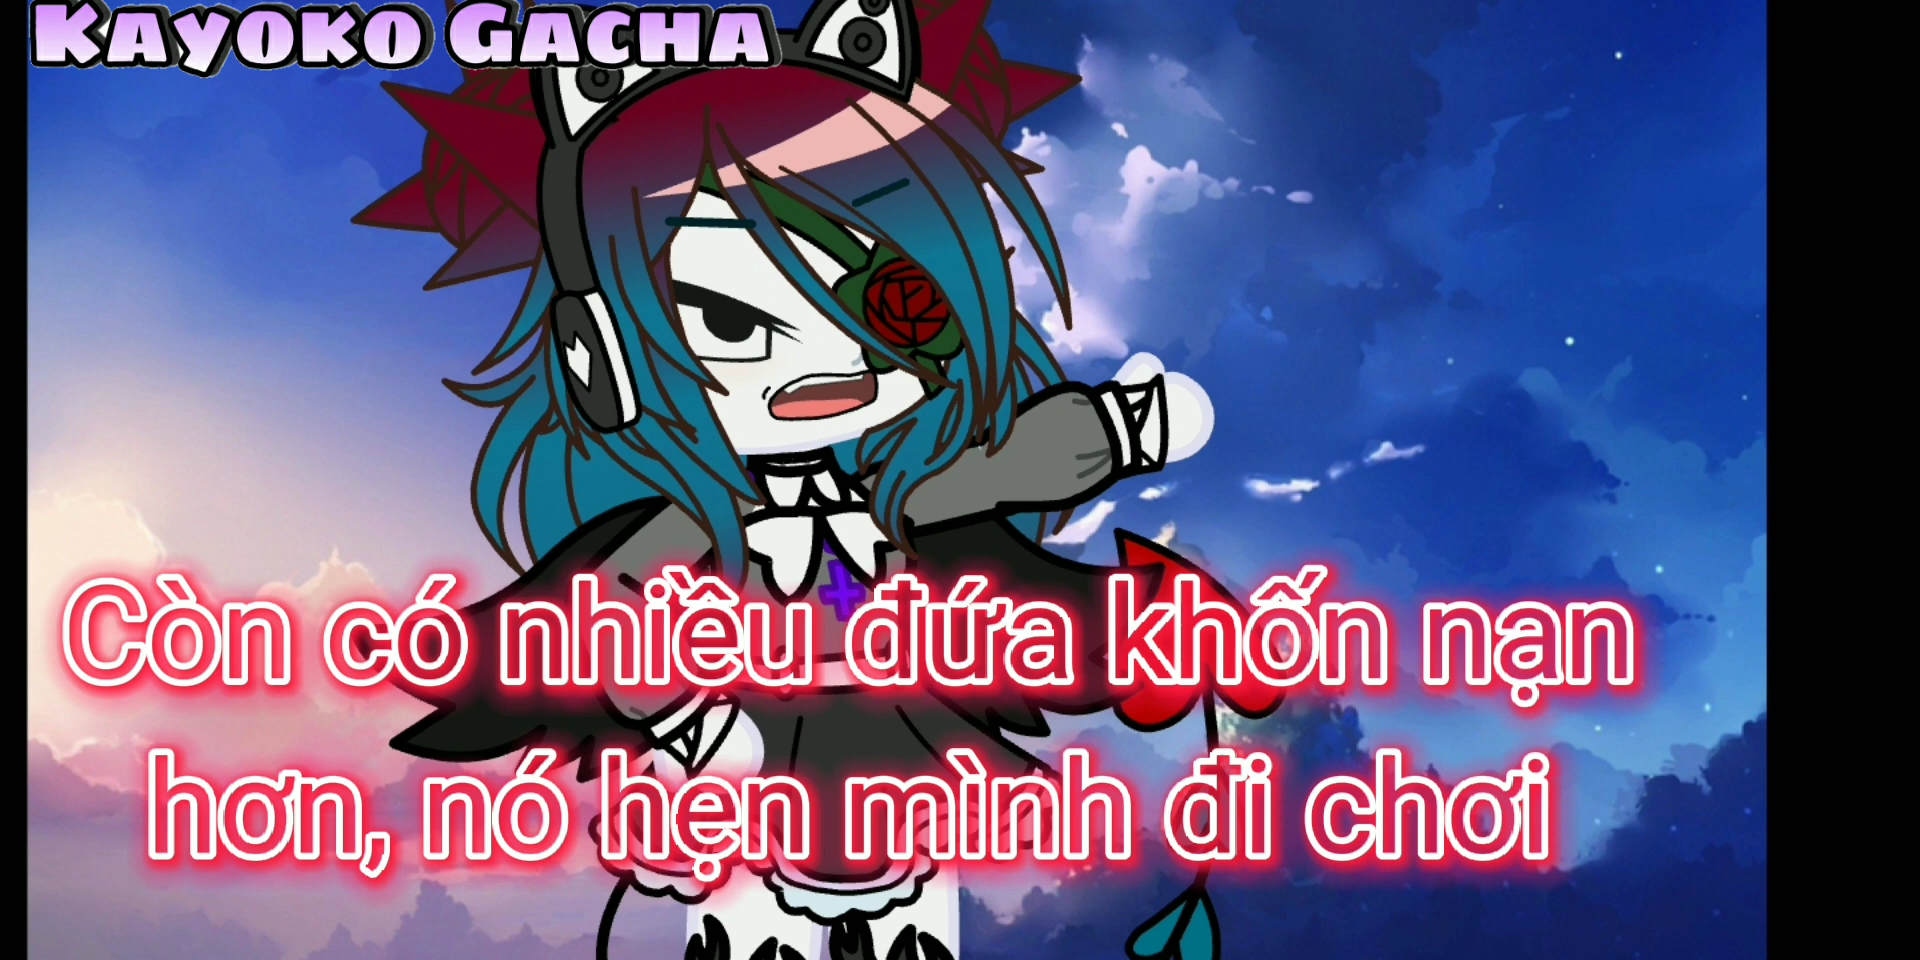 KAYOKO GACHA
Còn có nhiều đứa khốn nạn
hơn, nó hẹn mình đi chơi